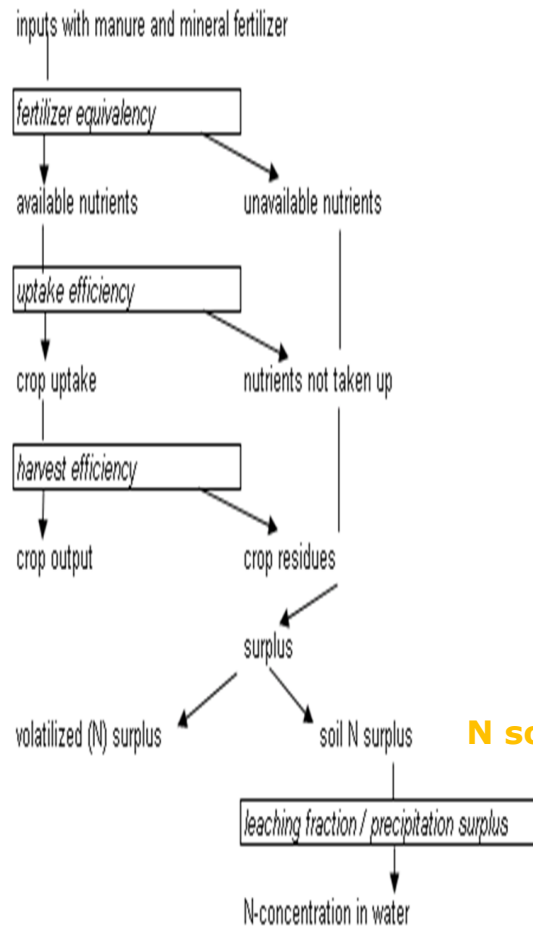 inputs with manure and mineral fertilizer
fertilizer equivalency
available nutrients
unavailable nutrients
uptake efficiency
crop uptake
nutrients not taken up
harvest efficiency
crop output
crop residues
surplus
volatilized (N) surplus
soil N surplus
N
leaching fraction / precipitation surplus
N-concentration in water